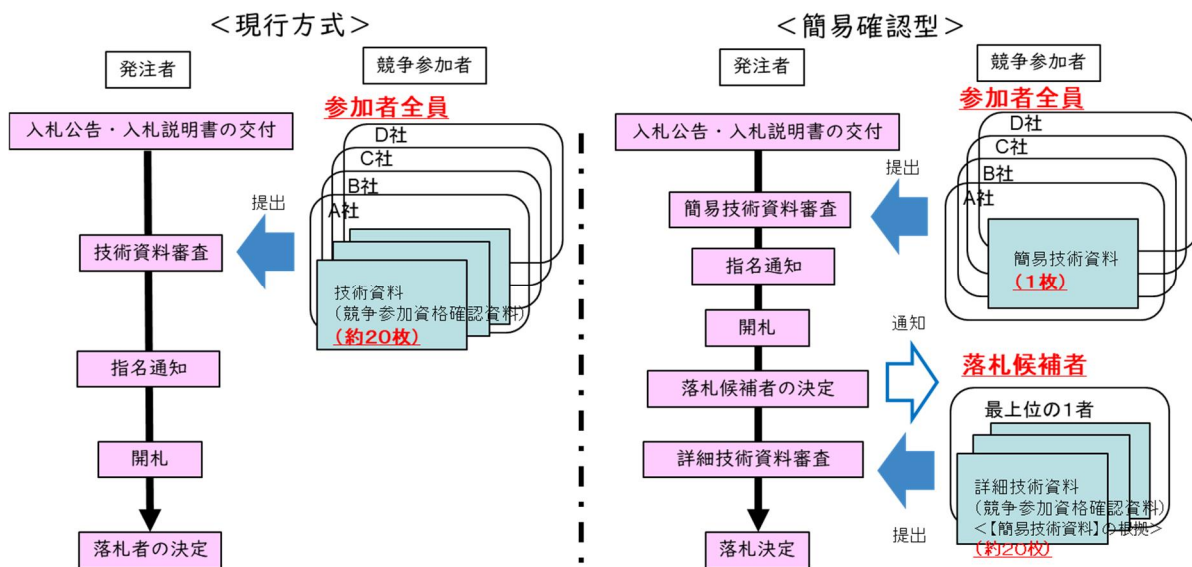 ＜現行方式＞
発注者
競争参加者
参加者全員
入札公告・入札説明書の交付
D社
C社
B社
A社
提出
技術資料審査
技術資料
(競争参加資格確認資料)
(約20枚)
指名通知
開札
落札者の決定
＜簡易確認型＞
発注者
競争参加者
参加者全員
入札公告・入札説明書の交付
D社
C社
B社
A社
提出
簡易技術資料審査
簡易技術資料
(1枚)
指名通知
開札
通知
落札候補者
落札候補者の決定
最上位の1者
詳細技術資料審査
詳細技術資料
(競争参加資格確認資料)
＜【簡易技術資料】の根拠＞
(約20枚)
提出
落札決定